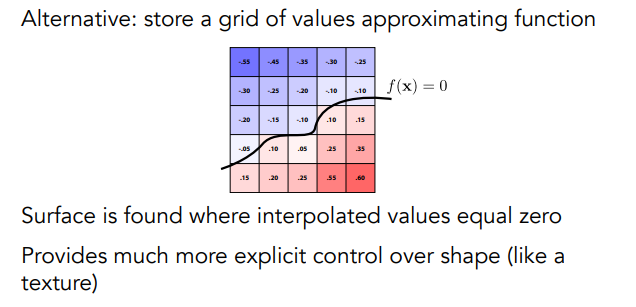 Alternative: store a grid of values approximating function
-.55 -.45 -.35 -.30 -.25
-.30 -.25 -.20 -.10 -.10 f(x) = 0
-.20 -.15 -.10 .10 .15
-.05 .10 .05 .25 .35
.15 .20 .25 .55 .60
Surface is found where interpolated values equal zero
Provides much more explicit control over shape (like a
texture)